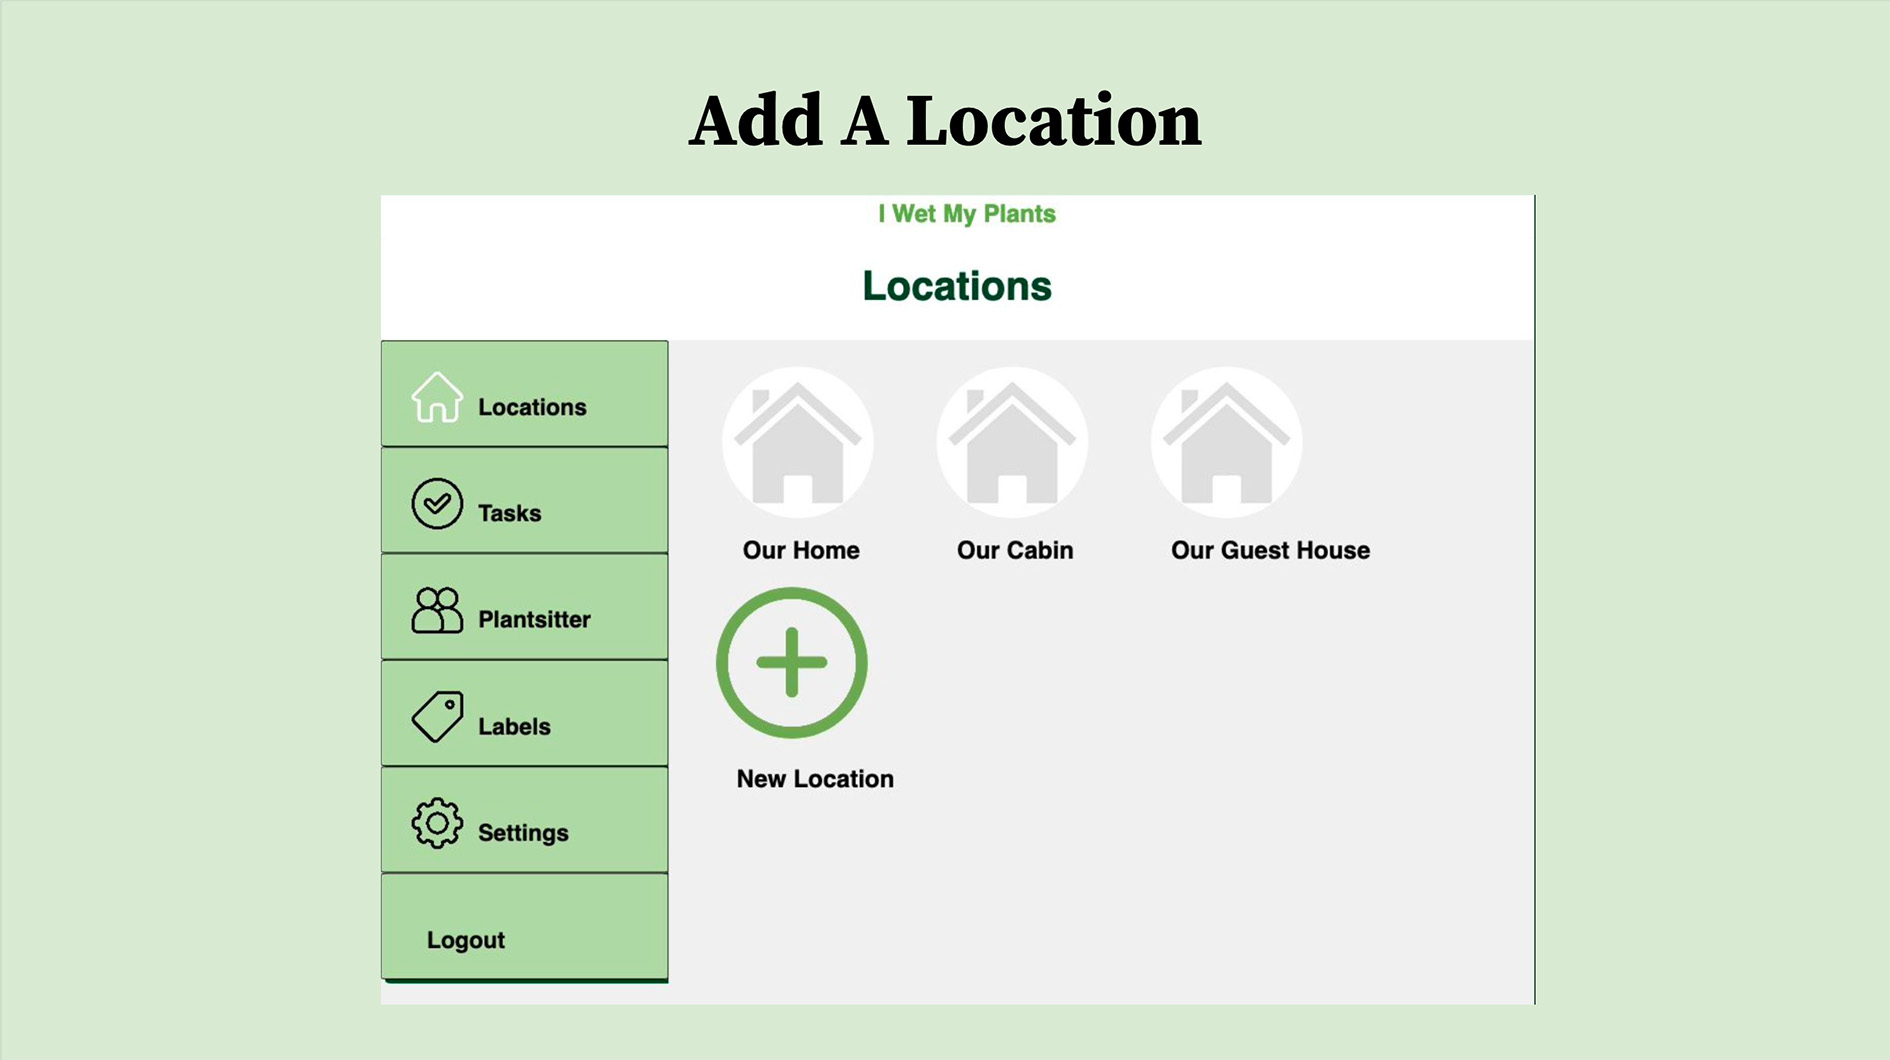 Add A Location
I Wet My Plants
Locations
Locations
Tasks
Plantsitter
Labels
Settings
Logout
Our Home
Our Cabin
Our Guest House
New Location